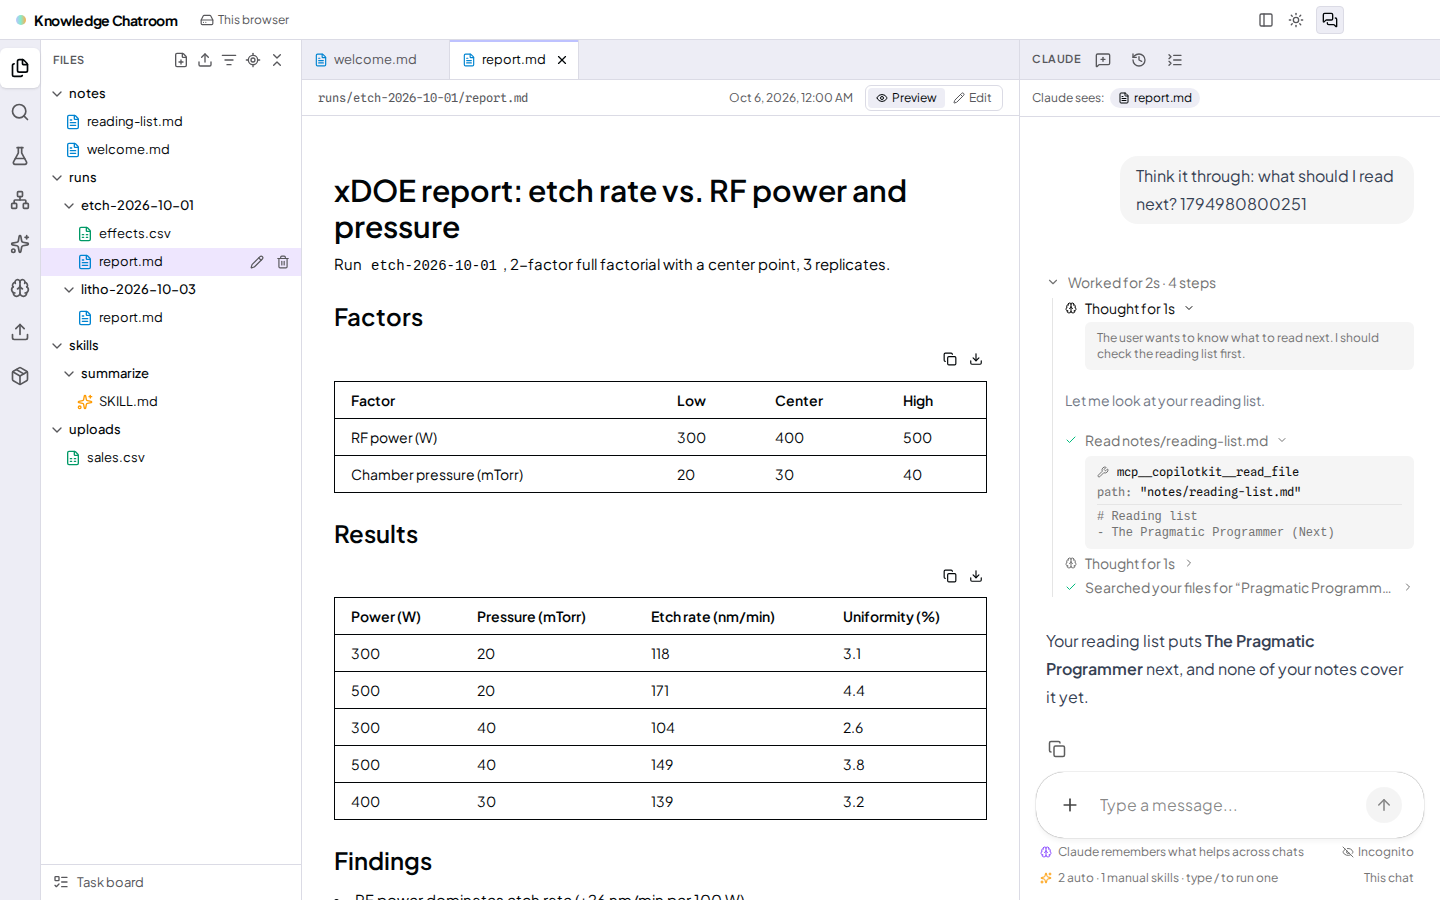 Knowledge Chatroom
This browser
FILES
notes
reading-list.md
welcome.md
runs
etch-2026-10-01
effects.csv
report.md
litho-2026-10-03
report.md
skills
summarize
SKILL.md
uploads
sales.csv
Task board
welcome.md
report.md
runs/etch-2026-10-01/report.md
Oct 6, 2026, 12:00 AM
Preview
Edit
xDOE report: etch rate vs. RF power and
pressure
Run etch-2026-10-01 , 2-factor full factorial with a center point, 3 replicates.
Factors
Factor Low Center High
RF power (W) 300 400 500
Chamber pressure (mTorr) 20 30 40
Results
Power (W) Pressure (mTorr) Etch rate (nm/min) Uniformity (%)
300 20 118 3.1
500 20 171 4.4
300 40 104 2.6
500 40 149 3.8
400 30 139 3.2
Findings
RF power dominates etch rate (+26 nm/min per 100 W)
CLAUDE
Claude sees: report.md
Think it through: what should I read
next? 1794980800251
Worked for 2s · 4 steps
Thought for 1s
The user wants to know what to read next. I should
check the reading list first.
Let me look at your reading list.
Read notes/reading-list.md
mcp__copilotkit__read_file
path: "notes/reading-list.md"
# Reading list
- The Pragmatic Programmer (Next)
Thought for 1s
Searched your files for “Pragmatic Programm...
Your reading list puts The Pragmatic
Programmer next, and none of your notes cover
it yet.
Type a message...
Claude remembers what helps across chats
Incognito
2 auto · 1 manual skills · type / to run one
This chat